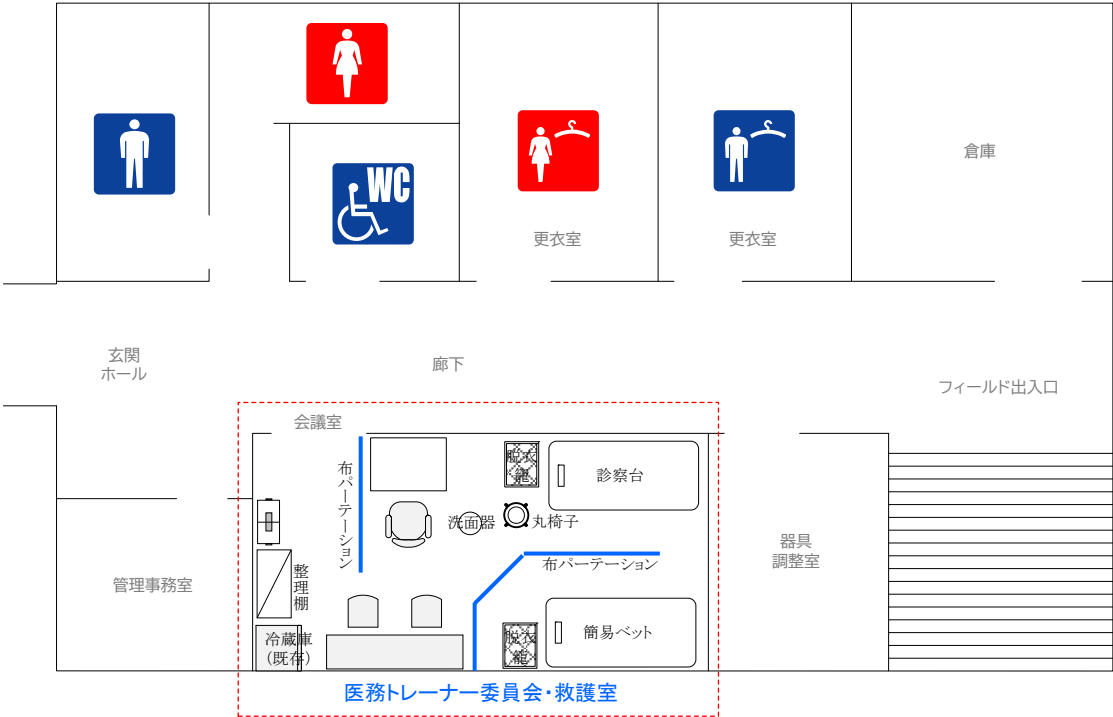 WC
倉庫
更衣室
更衣室
玄関
ホール
廊下
フィールド出入口
会議室
布パーテーション
脱衣
籠
診察台
洗面器
丸椅子
布パーテーション
器具
調整室
管理事務室
整理棚
冷蔵庫
(既存)
脱衣
籠
簡易ベット
医務トレーナー委員会・救護室